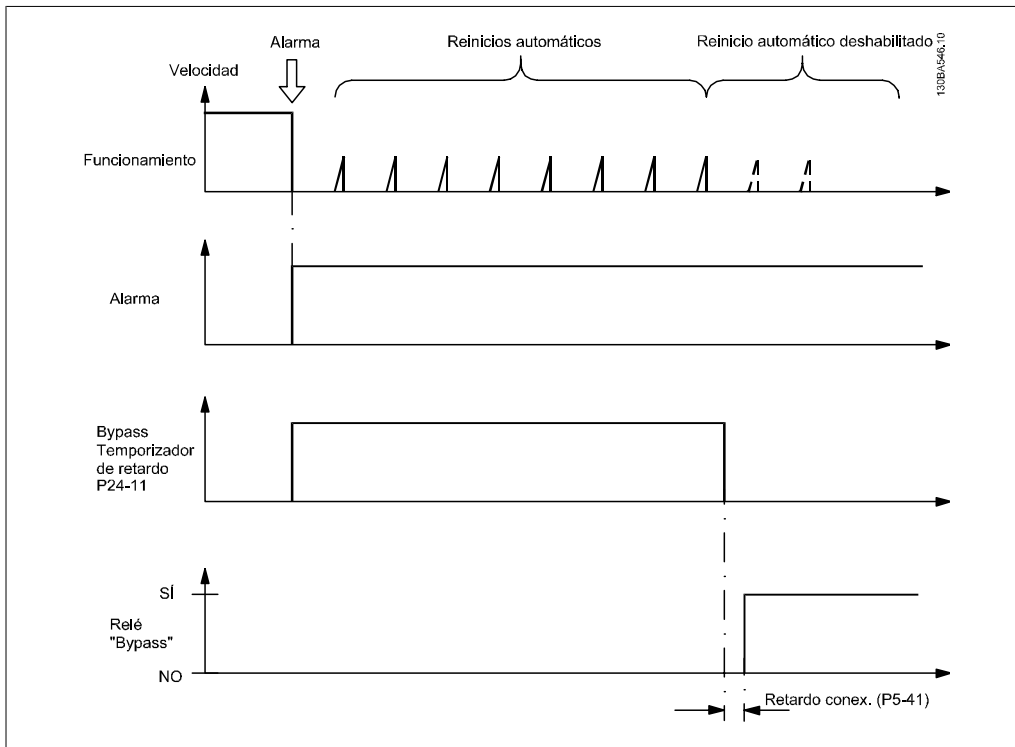 Alarma
Reinicios automáticos
Reinicio automático deshabilitado
130BA546.10
Velocidad
Funcionamiento
Alarma
Bypass
Temporizador
de retardo
P24-11
SÍ
Relé
"Bypass"
NO
Retardo conex. (P5-41)